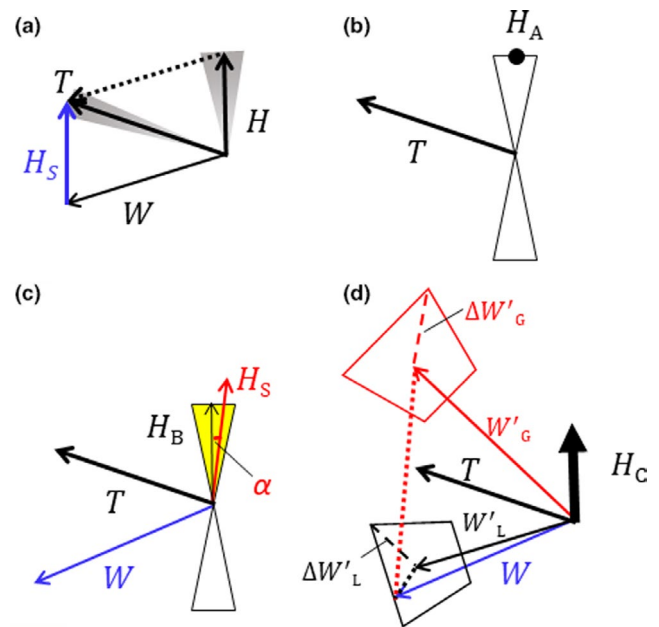 (a)
T
H
H_S
W
(b)
H_A
T
(c)
H_S
H_B
α
T
W
(d)
ΔW'_G
W'_G
T
H_C
W'_L
ΔW'_L
W